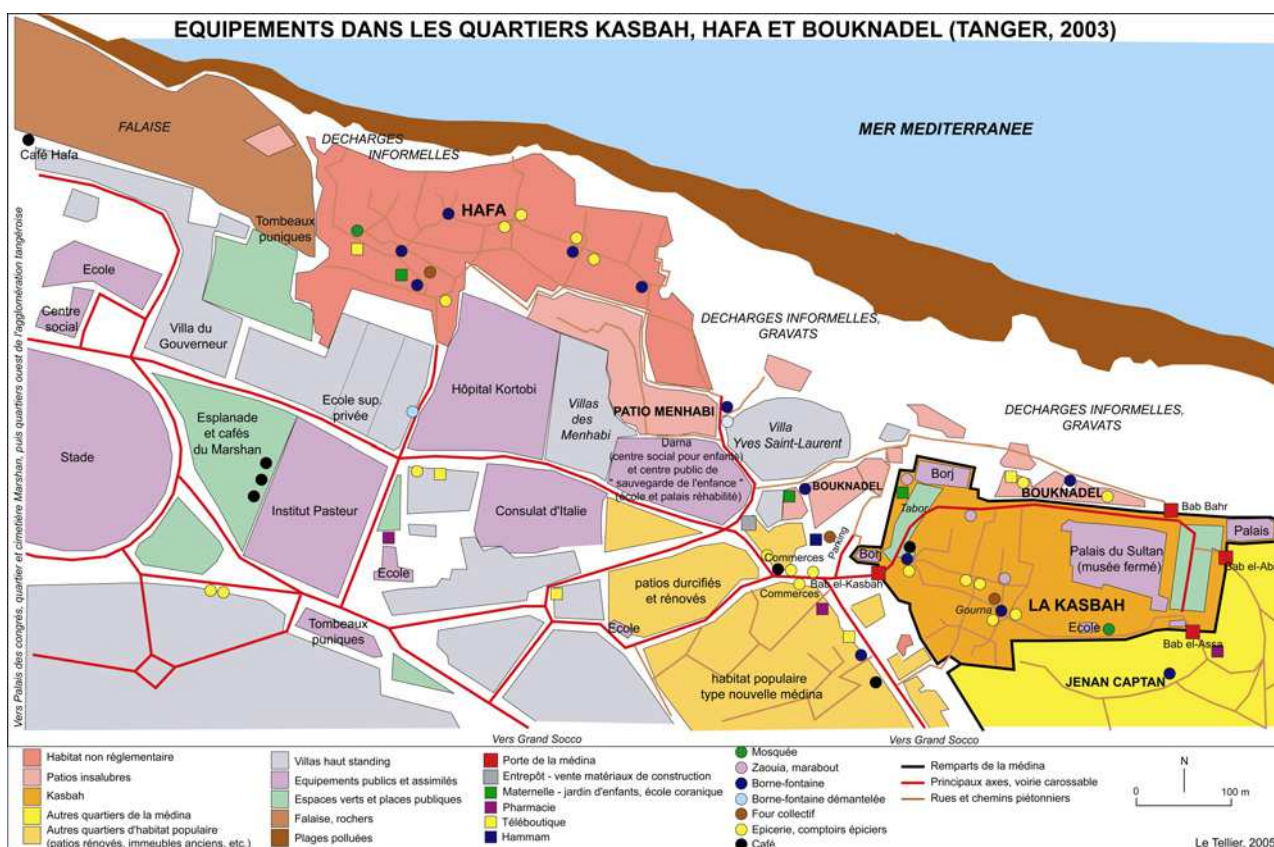 EQUIPEMENTS DANS LES QUARTIERS KASBAH, HAFA ET BOUKNADEL (TANGER, 2003)
FALAISE
MER MEDITERRANEE
Café Hafa
DECHARGES
INFORMELLES
HAFA
Tombeaux
puniques
Ecole
Centre
social
Villa du
Gouverneur
DECHARGES INFORMELLES,
GRAVATS
Hôpital Kortobi
Ecole sup.
privée
Villas
des
Menhabi
PATIO MENHABI
Esplanade
et cafés
du Marshan
Stade
Institut Pasteur
Darna
(centre social pour enfants)
et centre public de
" sauvegarde de l'enfance "
(école et palais réhabilité)
Villa
Yves Saint-Laurent
DECHARGES INFORMELLES,
GRAVATS
Consulat d'Italie
BOUKNADEL
Borj
Tabor
BOUKNADEL
Bab Bahr
Palais
Parking
Borj
Palais du Sultan
(musée fermé)
Commerces
Bab el-Kasbah
Bab el-Aba
Commerces
Ecole
patios durcifiés
et rénovés
LA KASBAH
Gourna
Ecole
Tombeaux
puniques
Ecole
Bab el-Assa
habitat populaire
type nouvelle médina
JENAN CAPTAN
Vers Palais des congrés, quartier et cimetière Marshan, puis quartiers ouest de l'agglomération tangéroise
Vers Grand Socco
Vers Grand Socco
Habitat non réglementaire
Patios insalubres
Kasbah
Autres quartiers de la médina
Autres quartiers d'habitat populaire
(patios rénovés, immeubles anciens, etc.)
Villas haut standing
Equipements publics et assimilés
Espaces verts et places publiques
Falaise, rochers
Plages polluées
Porte de la médina
Entrepôt - vente matériaux de construction
Maternelle - jardin d'enfants, école coranique
Pharmacie
Téléboutique
Hammam
Mosquée
Zaouia, marabout
Borne-fontaine
Borne-fontaine démantelée
Four collectif
Epicerie, comptoirs épiciers
Café
Remparts de la médina
Principaux axes, voirie carossable
Rues et chemins piétonniers
N
0
100 m
Le Tellier, 2005